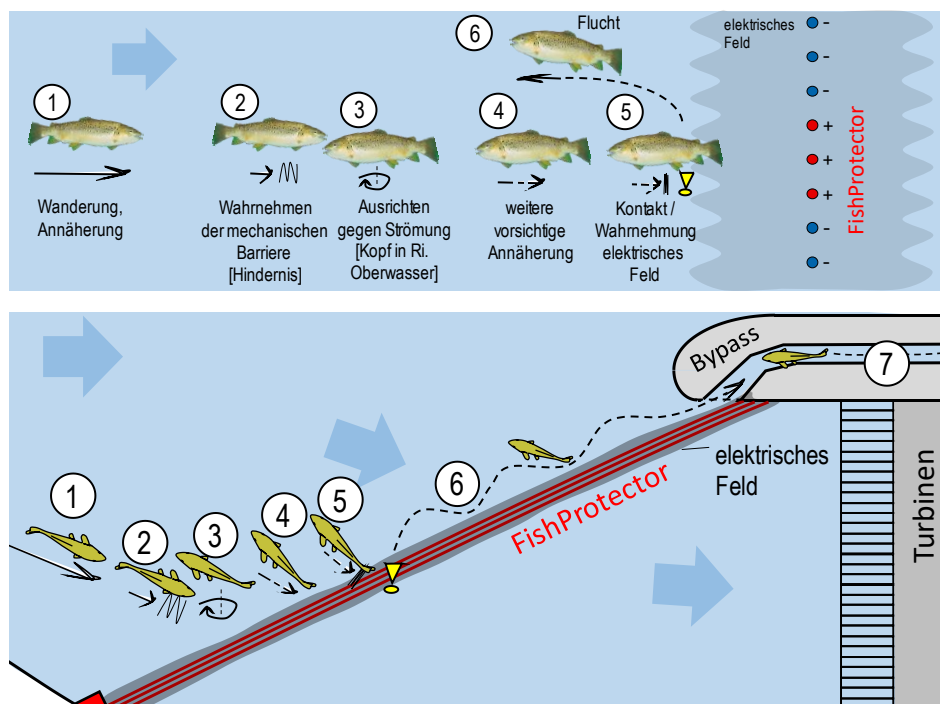 6
Flucht
elektrisches
Feld
-
-
-
+
+
+
-
-
FishProtector
1
2
3
4
5
Wanderung,
Annäherung
Wahrnehmen
der mechanischen
Barriere
[Hindernis]
Ausrichten
gegen Strömung
[Kopf in Ri.
Oberwasser]
weitere
vorsichtige
Annäherung
Kontakt /
Wahrnehmung
elektrisches
Feld
Bypass
7
1
2
3
4
5
6
FishProtector
elektrisches
Feld
Turbinen